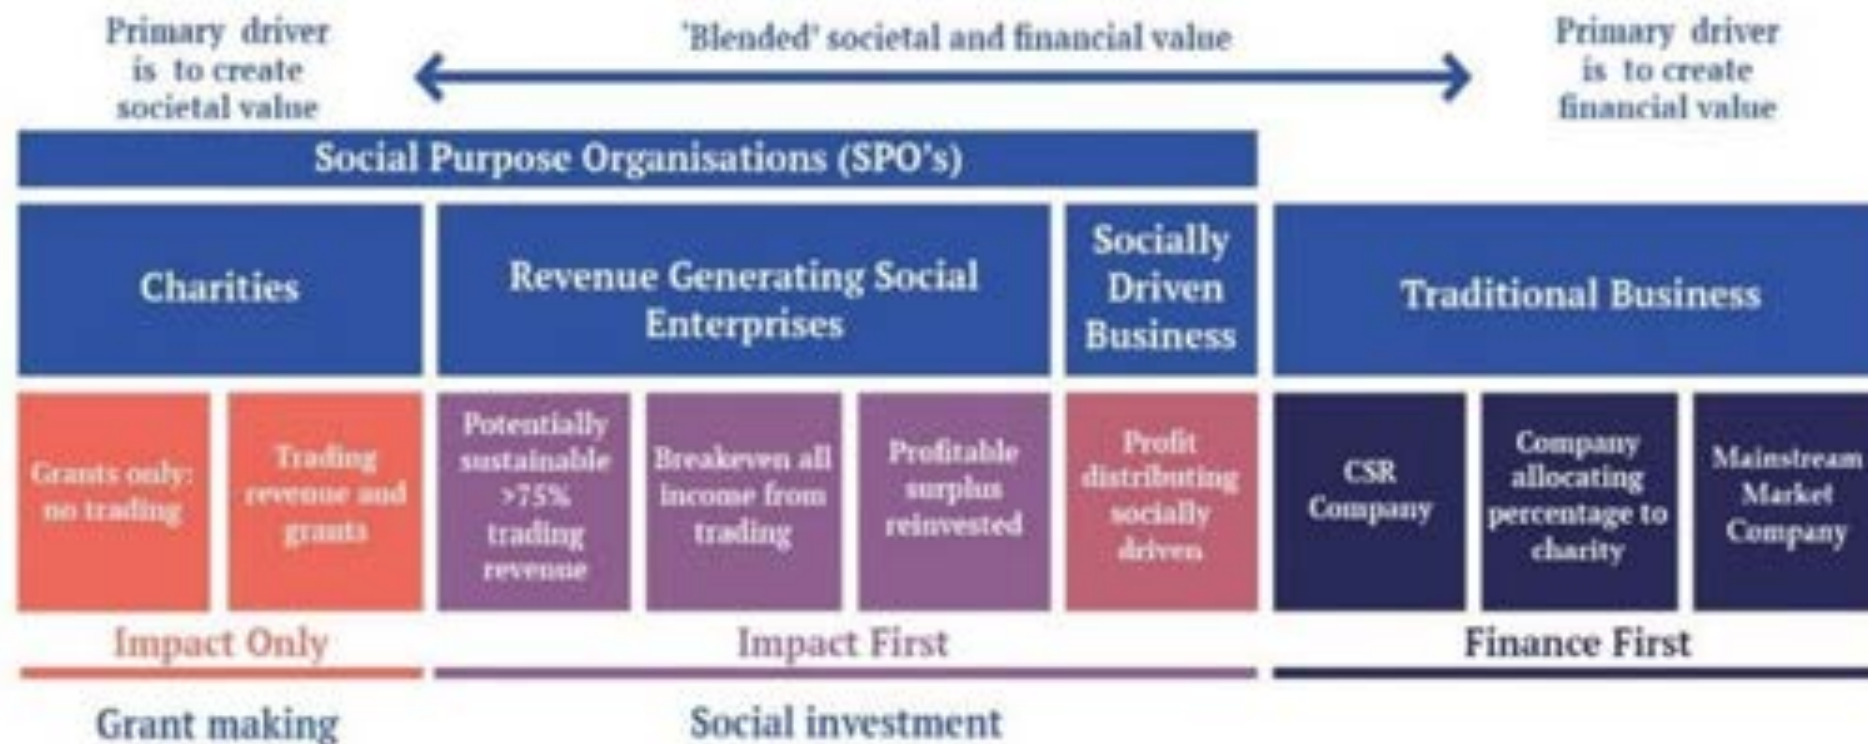 Primary driver
is to create
societal value
'Blended' societal and financial value
Primary driver
is to create
financial value
Social Purpose Organisations (SPO's)
Charities
Revenue Generating Social
Enterprises
Socially
Driven
Business
Traditional Business
Grants only:
no trading
Trading
revenue and
grants
Potentially
sustainable
>75%
trading
revenue
Breakeven all
income from
trading
Profitable
surplus
reinvested
Profit
distributing
socially
driven
CSR
Company
Company
allocating
percentage to
charity
Mainstream
Market
Company
Impact Only
Impact First
Finance First
Grant making
Social investment